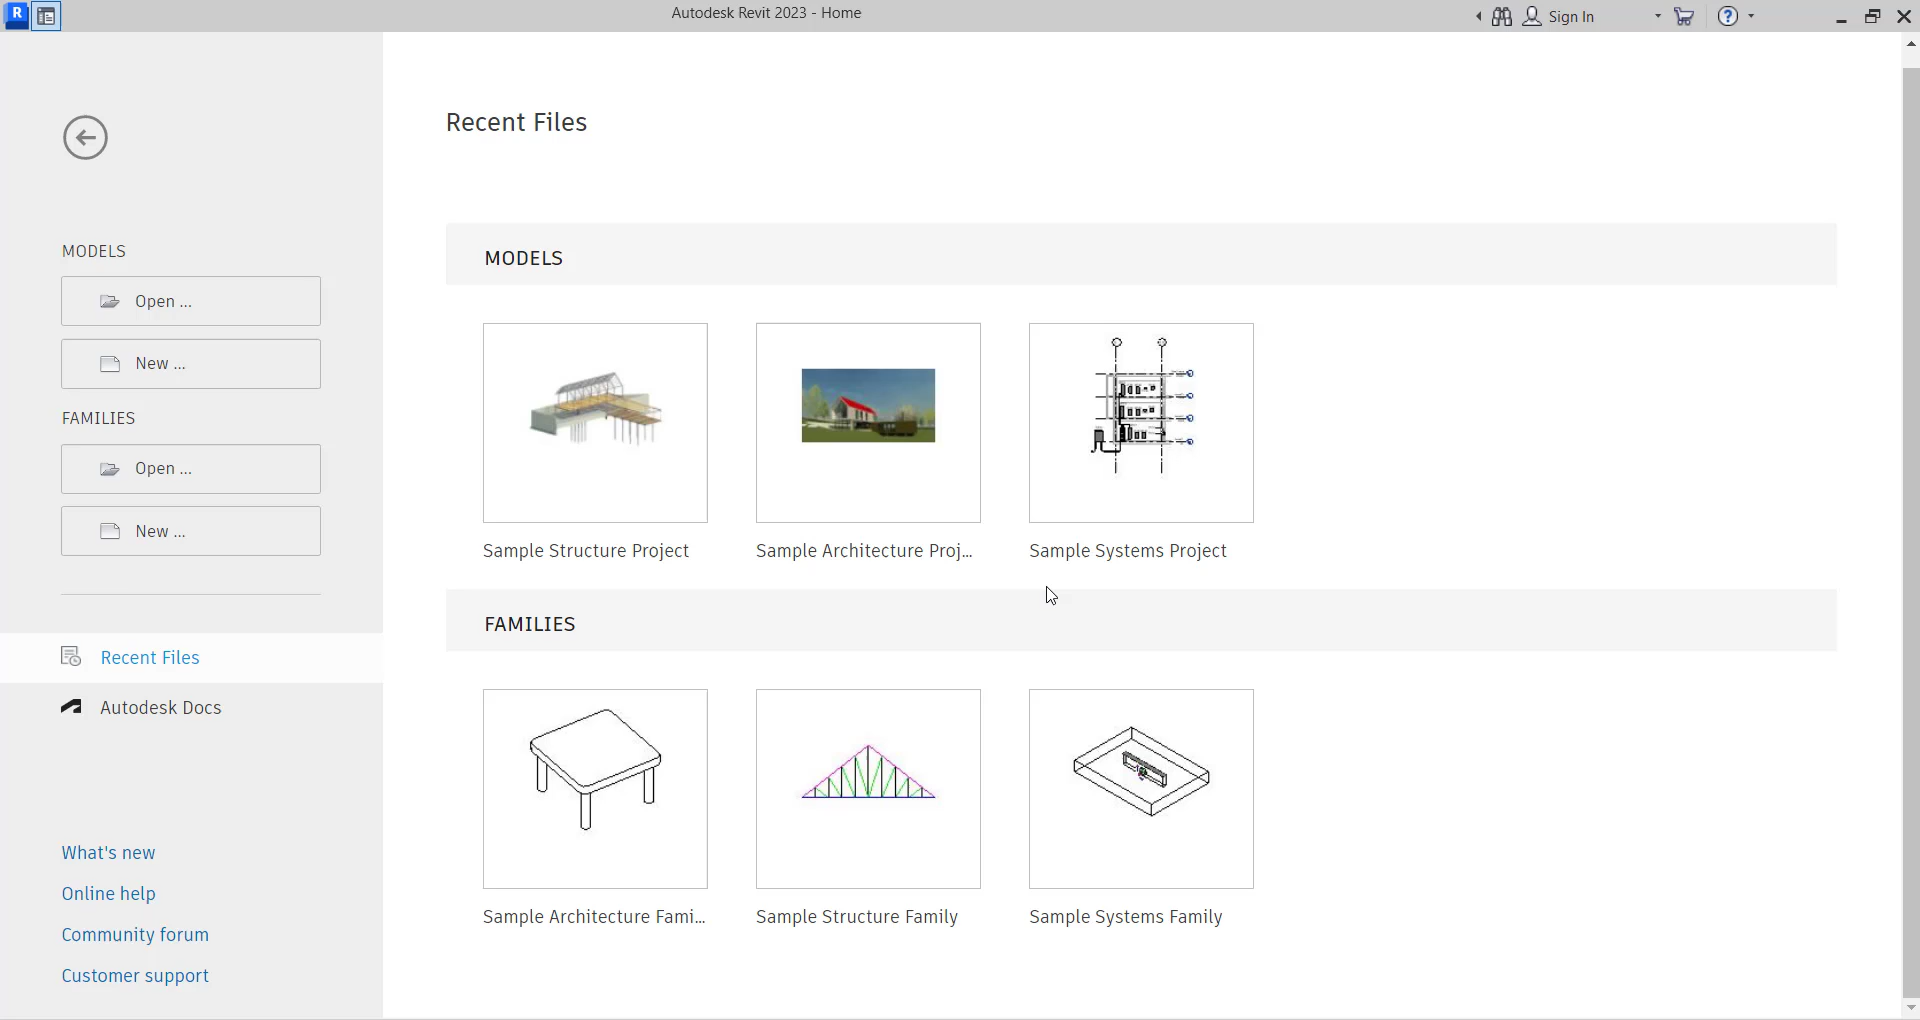 R
Autodesk Revit 2023 - Home
Sign In
?
Recent Files
MODELS
Open ...
New ...
FAMILIES
Open ...
New ...
Recent Files
Autodesk Docs
What's new
Online help
Community forum
Customer support
MODELS
Sample Structure Project
Sample Architecture Proj...
Sample Systems Project
FAMILIES
Sample Architecture Fami...
Sample Structure Family
Sample Systems Family